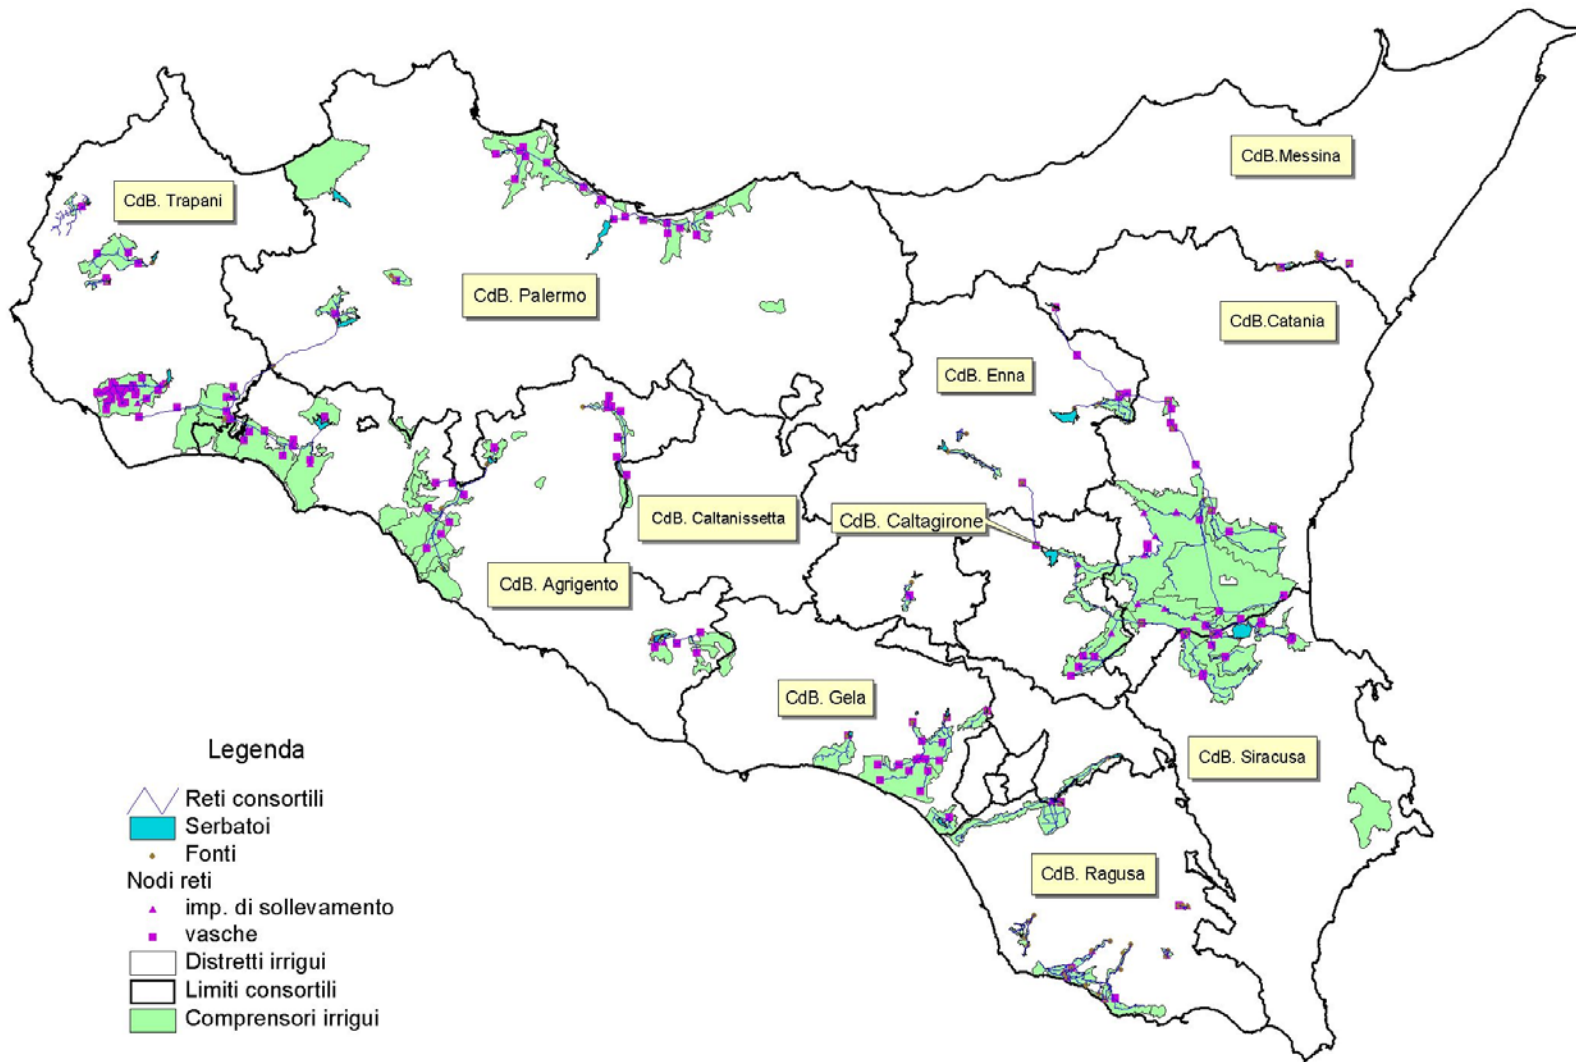 CdB.Messina
CdB. Trapani
CdB. Palermo
CdB.Catania
CdB. Enna
CdB. Caltanissetta
CdB. Caltagirone
CdB. Agrigento
CdB. Gela
CdB. Siracusa
CdB. Ragusa
Legenda
Reti consortili
Serbatoi
Fonti
Nodi reti
imp. di sollevamento
vasche
Distretti irrigui
Limiti consortili
Comprensori irrigui